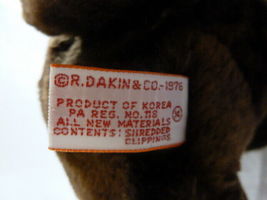 ©R. DAKIN & CO.-1976
PRODUCT OF KOREA
PA REG. NO. 118
ALL NEW MATERIALS
CONTENTS: SHREDDED
CLIPPINGS